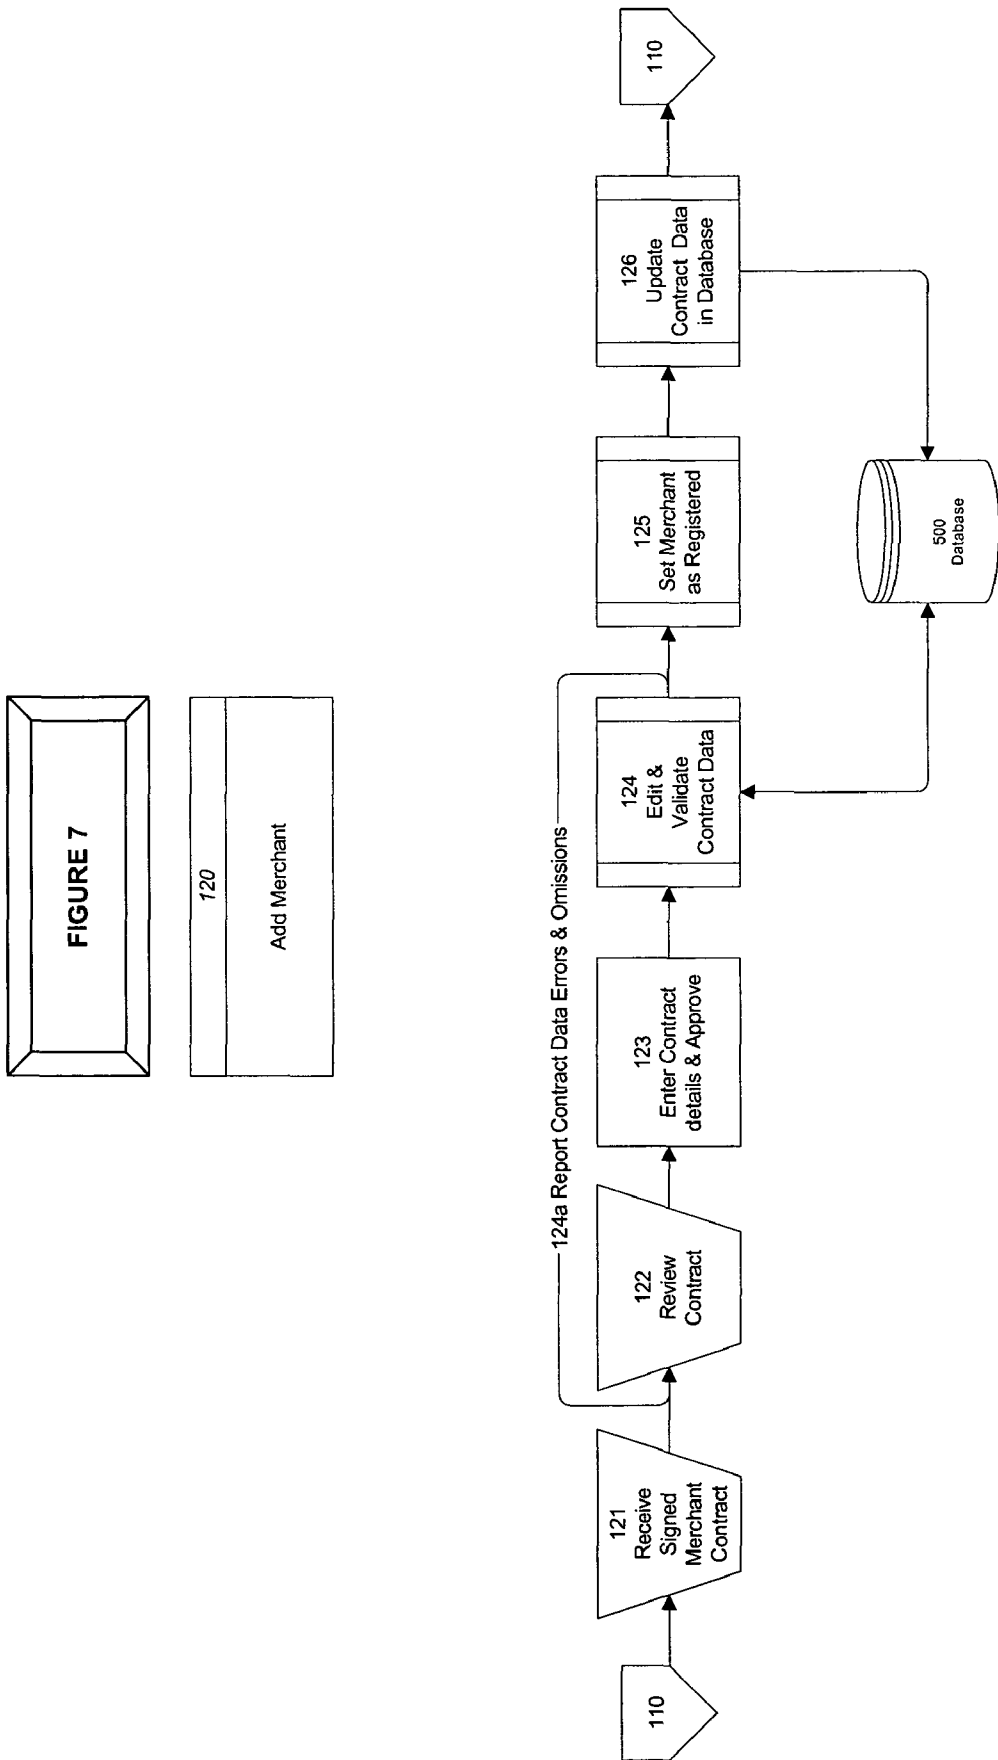 FIGURE 7
120
Add Merchant
124a Report Contract Data Errors & Omissions
110
121
Receive
Signed
Merchant
Contract
122
Review
Contract
123
Enter Contract
details & Approve
124
Edit &
Validate
Contract Data
125
Set Merchant
as Registered
126
Update
Contract Data
in Database
110
500
Database